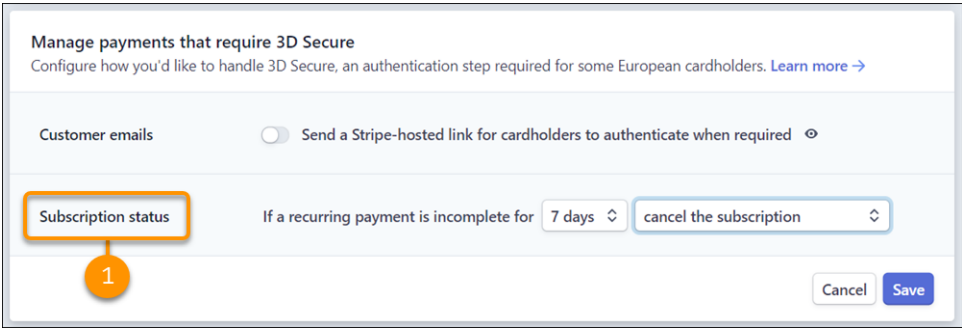 Manage payments that require 3D Secure
Configure how you'd like to handle 3D Secure, an authentication step required for some European cardholders. Learn more →
Customer emails Send a Stripe-hosted link for cardholders to authenticate when required
Subscription status If a recurring payment is incomplete for 7 days cancel the subscription
1
Cancel Save